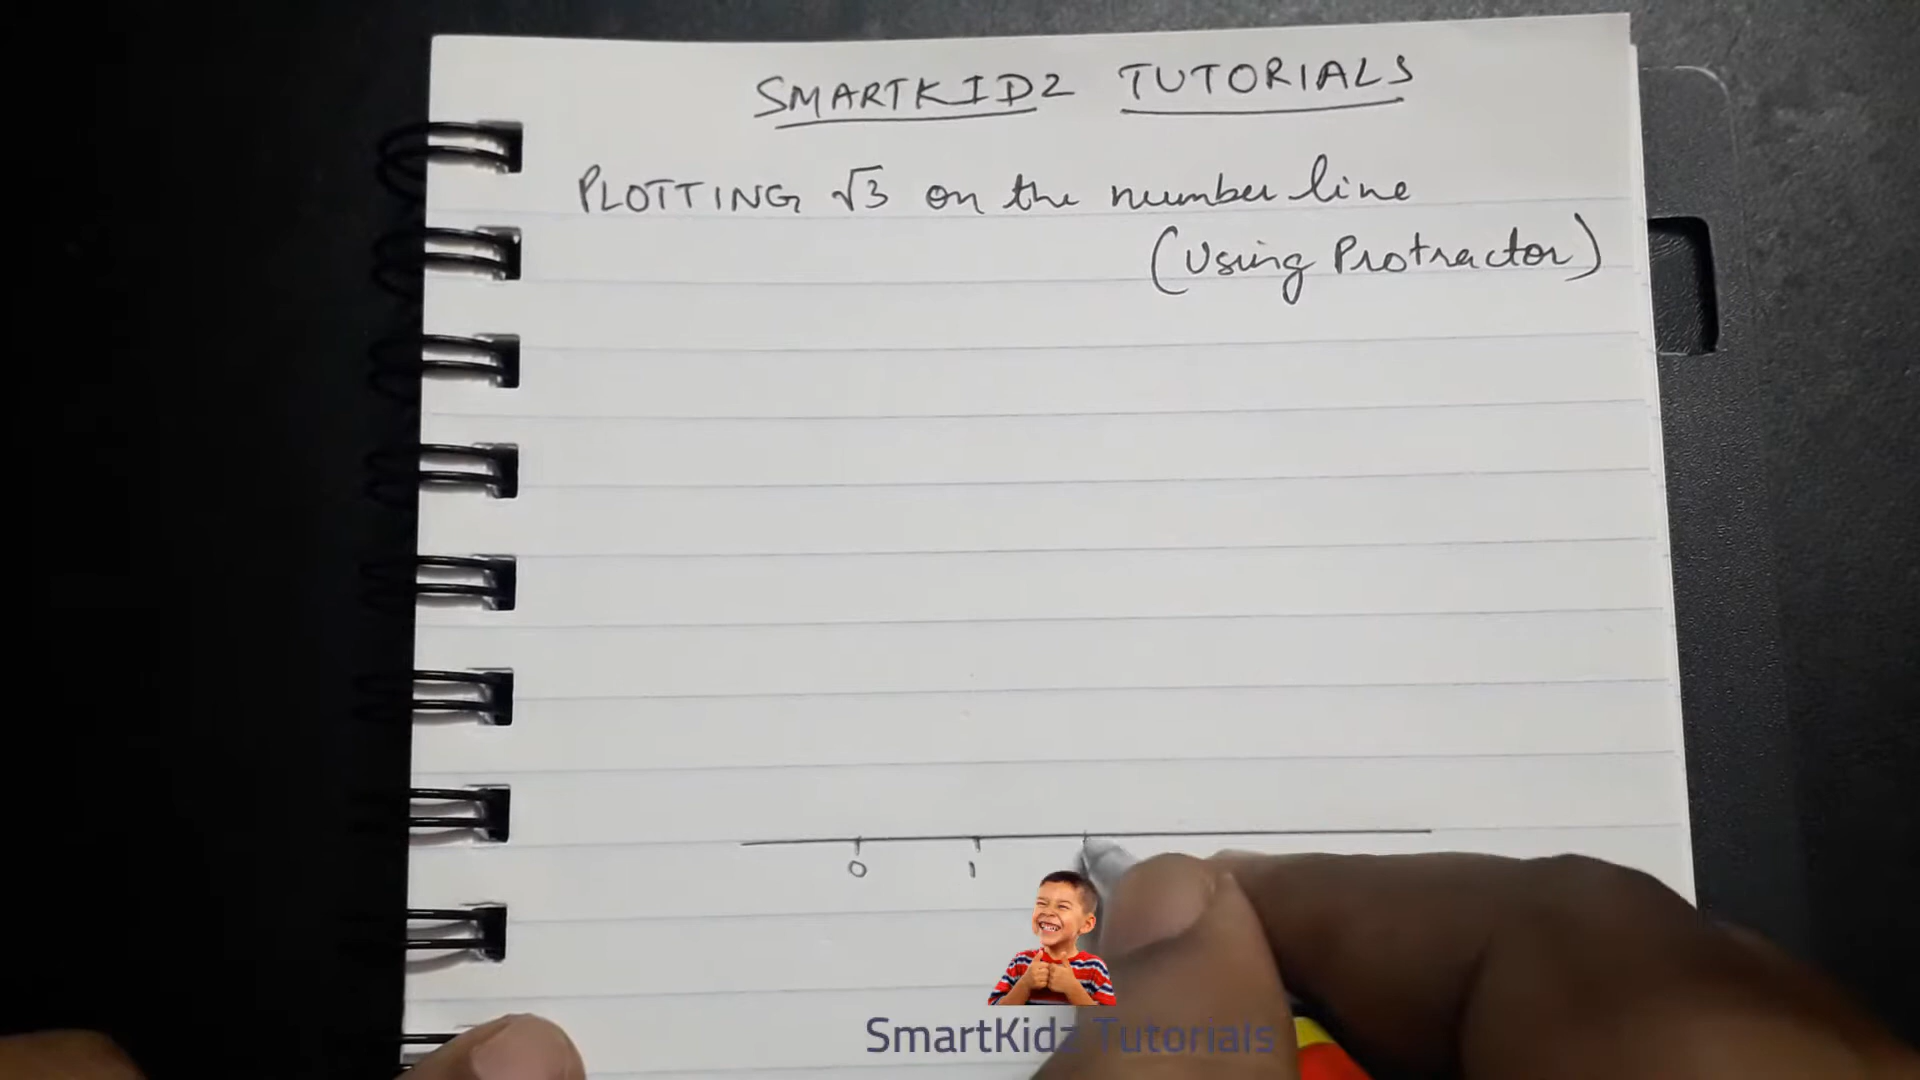 SMARTKIDZ TUTORIALS
PLOTTING √3 on the number line
(Using Protractor)
0 1
SmartKidz Tutorials